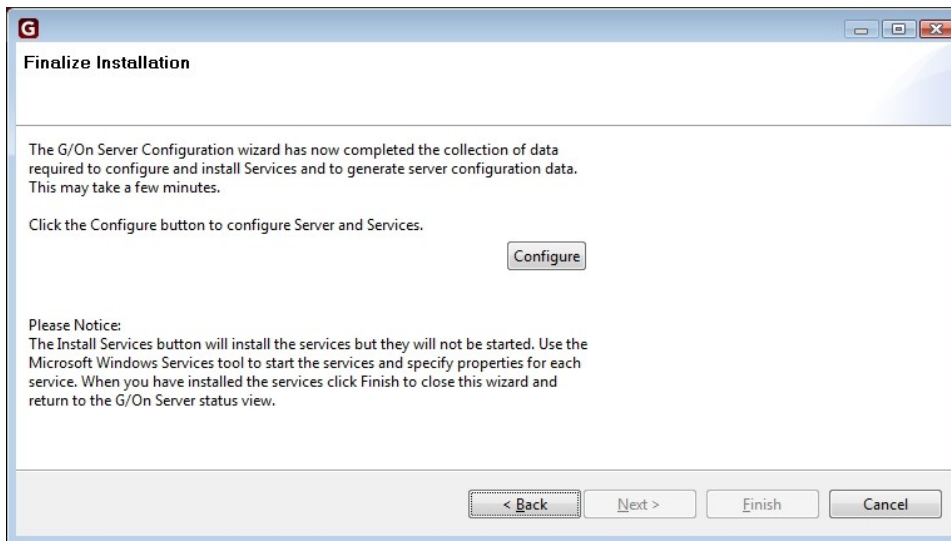 G
Finalize Installation
The G/On Server Configuration wizard has now completed the collection of data
required to configure and install Services and to generate server configuration data.
This may take a few minutes.
Click the Configure button to configure Server and Services.
Configure
Please Notice:
The Install Services button will install the services but they will not be started. Use the
Microsoft Windows Services tool to start the services and specify properties for each
service. When you have installed the services click Finish to close this wizard and
return to the G/On Server status view.
< Back
Next >
Finish
Cancel